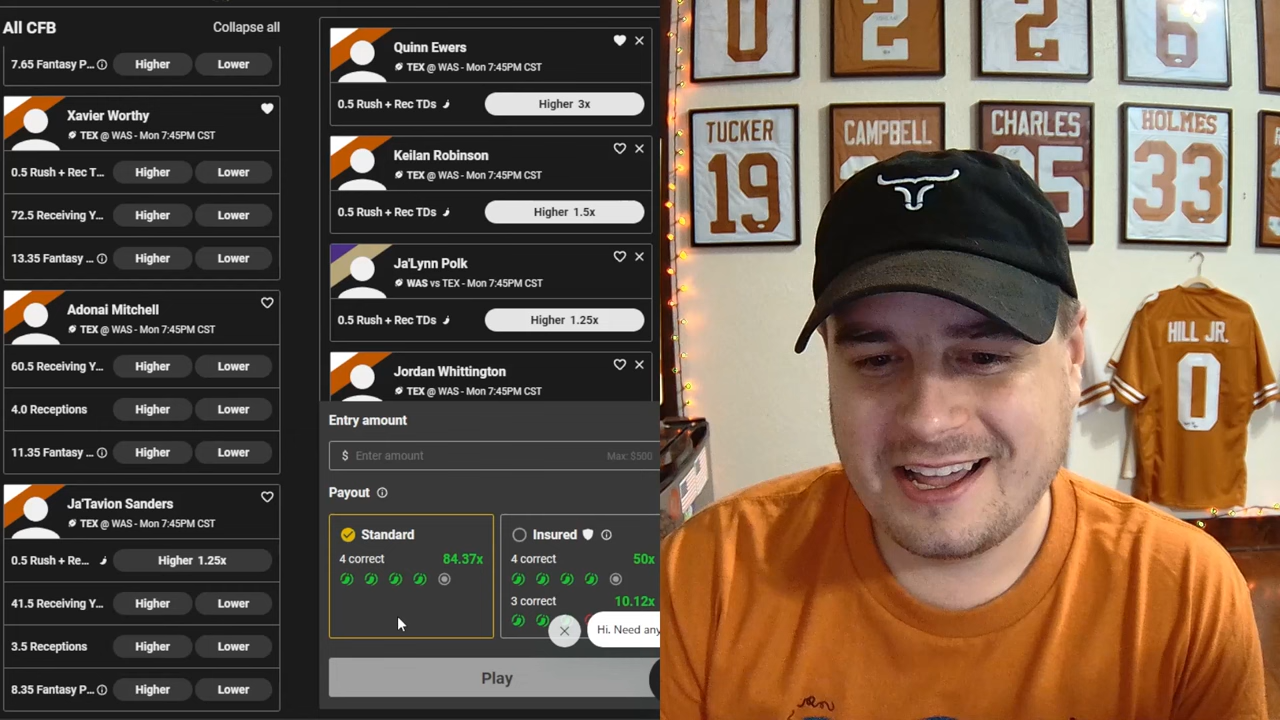 All CFB
Collapse all
7.65 Fantasy P...
Higher
Lower
Xavier Worthy
TEX @ WAS - Mon 7:45PM CST
0.5 Rush + Rec T...
Higher
Lower
72.5 Receiving Y...
Higher
Lower
13.35 Fantasy ...
Higher
Lower
Adonai Mitchell
TEX @ WAS - Mon 7:45PM CST
60.5 Receiving Y...
Higher
Lower
4.0 Receptions
Higher
Lower
11.35 Fantasy ...
Higher
Lower
Ja'Tavion Sanders
TEX @ WAS - Mon 7:45PM CST
0.5 Rush + Re...
Higher 1.25x
41.5 Receiving Y...
Higher
Lower
3.5 Receptions
Higher
Lower
8.35 Fantasy P...
Higher
Lower
Quinn Ewers
TEX @ WAS - Mon 7:45PM CST
0.5 Rush + Rec TDs
Higher 3x
Keilan Robinson
TEX @ WAS - Mon 7:45PM CST
0.5 Rush + Rec TDs
Higher 1.5x
Ja'Lynn Polk
WAS vs TEX - Mon 7:45PM CST
0.5 Rush + Rec TDs
Higher 1.25x
Jordan Whittington
TEX @ WAS - Mon 7:45PM CST
Entry amount
$ Enter amount
Max: $500
Payout
Standard
4 correct
84.37x
Insured
4 correct
50x
3 correct
10.12x
Hi. Need any
Play
0
2
2
6
TUCKER
19
CAMPBELL
CHARLES
HOLMES
33
HILL JR.
0